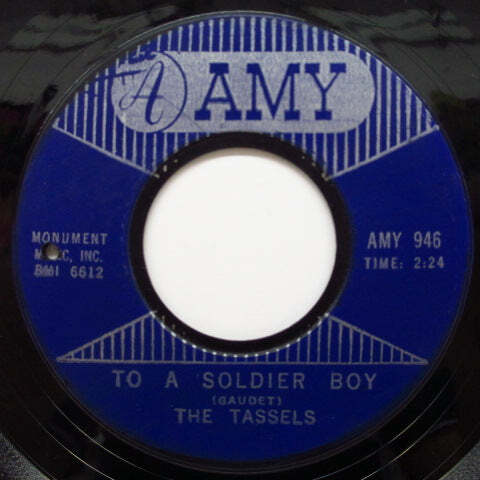 A AMY
MONUMENT
INC.
BMI 6612
AMY 946
TIME: 2:24
TO A SOLDIER BOY
(GAUDET)
THE TASSELS